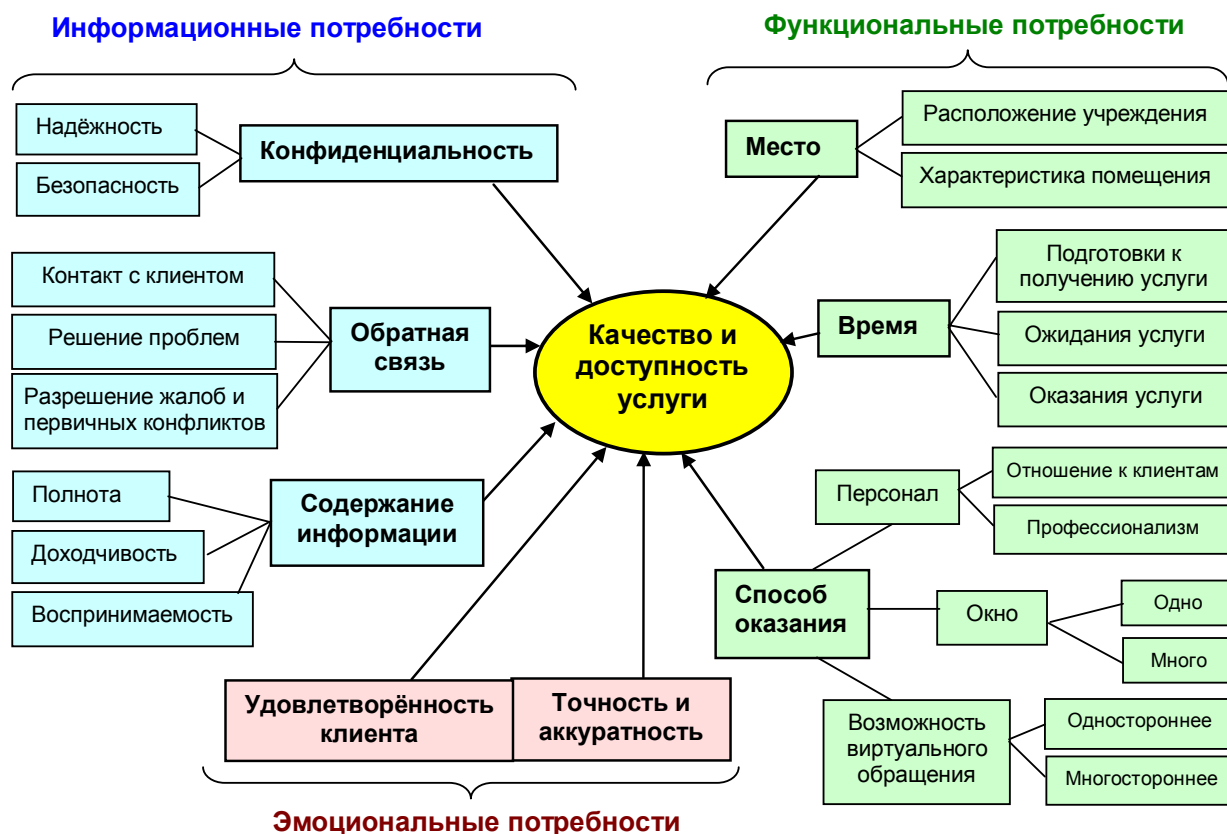 Информационные потребности
Функциональные потребности
Надёжность
Безопасность
Конфиденциальность
Контакт с клиентом
Решение проблем
Разрешение жалоб и
первичных конфликтов
Обратная
связь
Полнота
Доходчивость
Воспринимаемость
Содержание
информации
Качество и
доступность
услуги
Место
Расположение учреждения
Характеристика помещения
Время
Подготовки к
получению услуги
Ожидания услуги
Оказания услуги
Способ
оказания
Персонал
Отношение к клиентам
Профессионализм
Окно
Одно
Много
Возможность
виртуального
обращения
Одностороннее
Многостороннее
Удовлетворённость
клиента
Точность и
аккуратность
Эмоциональные потребности